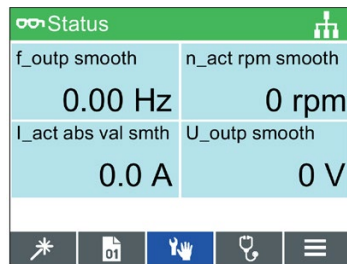 Status
f_outp smooth
n_act rpm smooth
0.00 Hz
0 rpm
I_act abs val smth
U_outp smooth
0.0 A
0 V
01